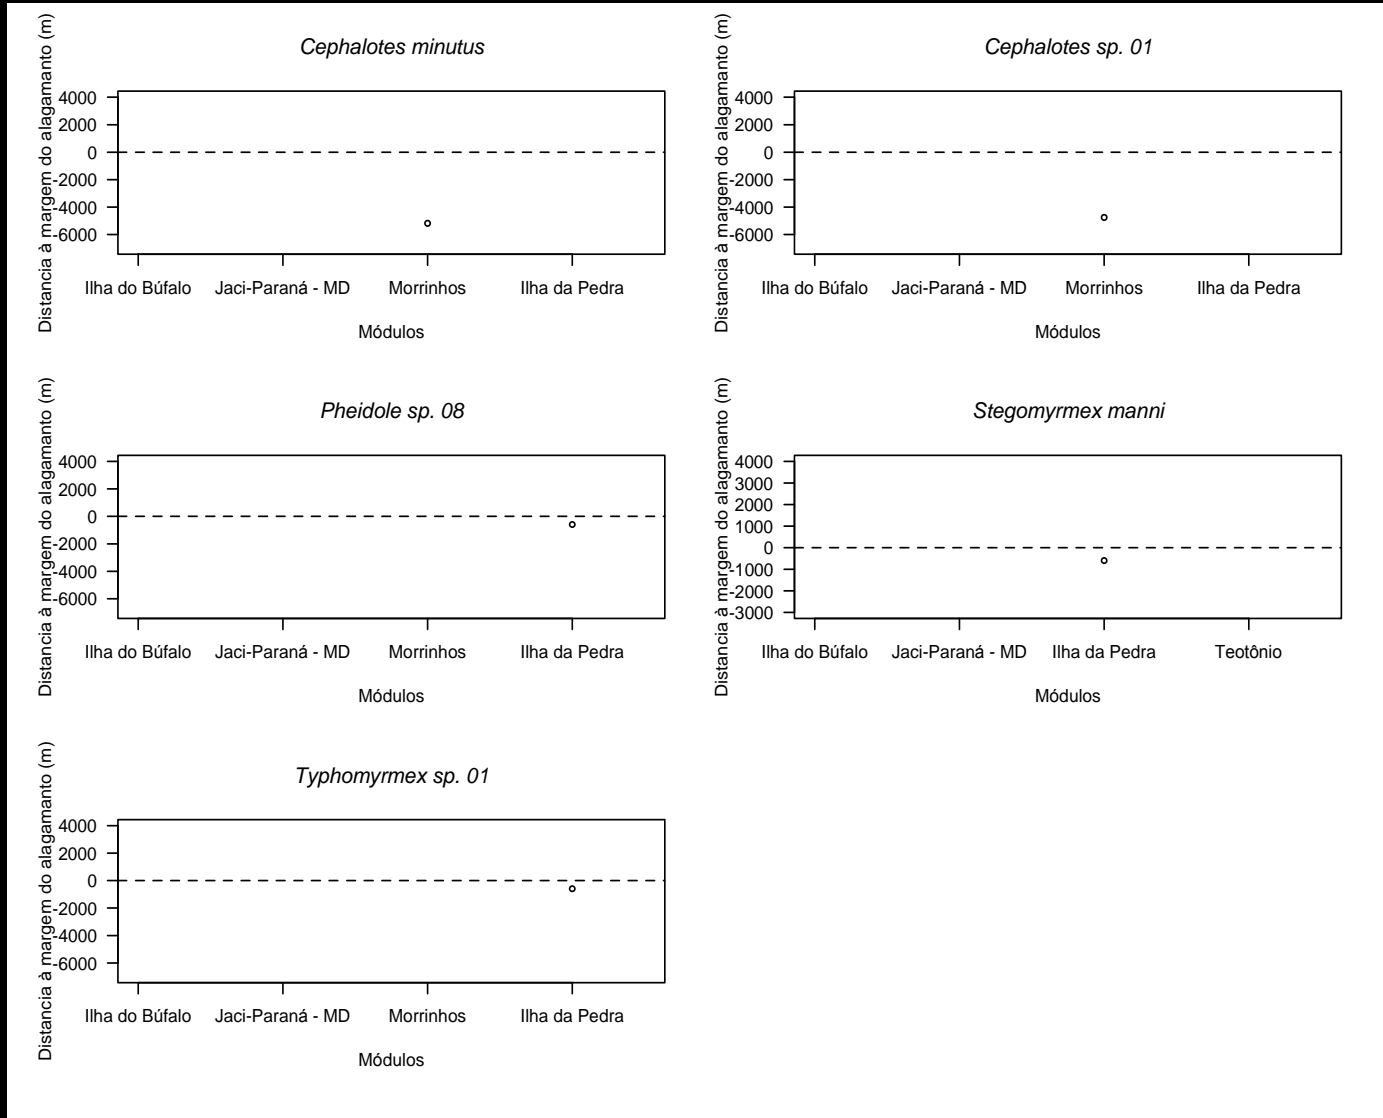 Cephalotes minutus
Distancia à margem do alagamanto (m)
4000
2000
0
-2000
-4000
-6000
Ilha do Búfalo Jaci-Paraná - MD Morrinhos Ilha da Pedra
Módulos
Cephalotes sp. 01
Distancia à margem do alagamanto (m)
4000
2000
0
-2000
-4000
-6000
Ilha do Búfalo Jaci-Paraná - MD Morrinhos Ilha da Pedra
Módulos
Pheidole sp. 08
Distancia à margem do alagamanto (m)
4000
2000
0
-2000
-4000
-6000
Ilha do Búfalo Jaci-Paraná - MD Morrinhos Ilha da Pedra
Módulos
Stegomyrmex manni
Distancia à margem do alagamanto (m)
4000
3000
2000
1000
0
-1000
-2000
-3000
Ilha do Búfalo Jaci-Paraná - MD Ilha da Pedra Teotônio
Módulos
Typhomyrmex sp. 01
Distancia à margem do alagamanto (m)
4000
2000
0
-2000
-4000
-6000
Ilha do Búfalo Jaci-Paraná - MD Morrinhos Ilha da Pedra
Módulos